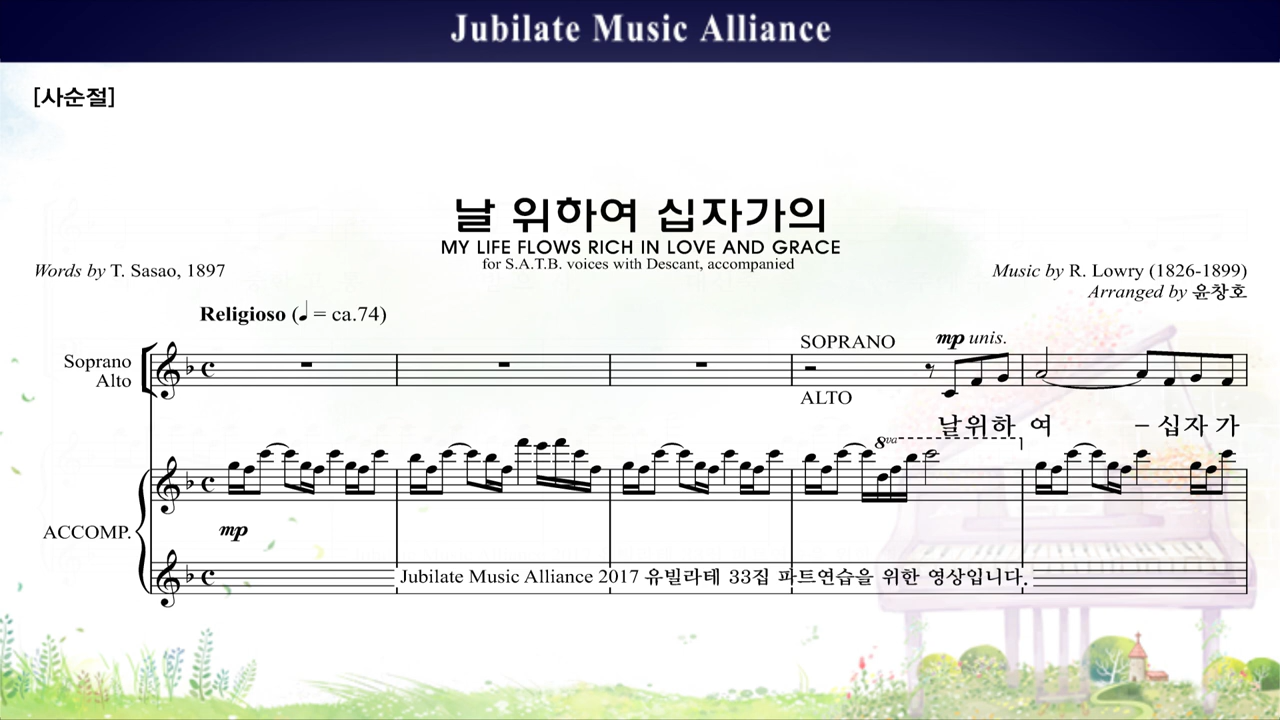 Jubilate Music Alliance
[사순절]
날 위하여 십자가의
MY LIFE FLOWS RICH IN LOVE AND GRACE
for S.A.T.B. voices with Descant, accompanied
Words by T. Sasao, 1897
Music by R. Lowry (1826-1899)
Arranged by 윤창호
Religioso (♩ = ca.74)
Soprano
Alto
SOPRANO
mp unis.
ALTO
날위하 여 – 십자 가
8va
ACCOMP.
mp
Jubilate Music Alliance 2017 유빌라테 33집 파트연습을 위한 영상입니다.